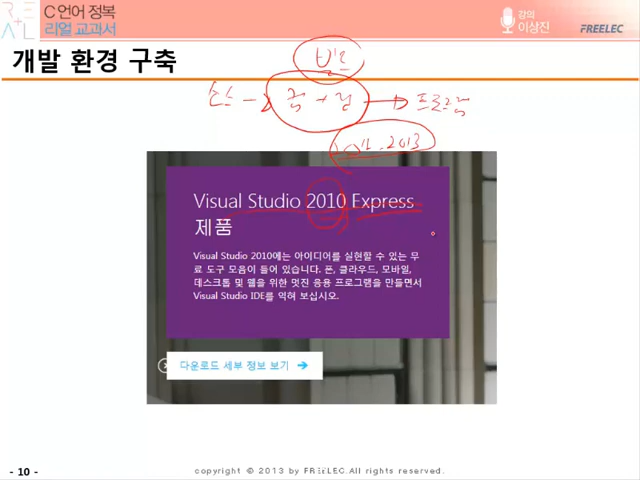 REAL
C 언어 정복
리얼 교과서
강의
이상진
FREELEC
개발 환경 구축
빌드
소스 → 컴 + 링 → 프로그램
2012, 2013
Visual Studio 2010 Express
제품
Visual Studio 2010에는 아이디어를 실현할 수 있는 무
료 도구 모음이 들어 있습니다. 폰, 클라우드, 모바일,
데스크톱 및 웹을 위한 멋진 응용 프로그램을 만들면서
Visual Studio IDE를 익혀 보십시오.
다운로드 세부 정보 보기 →
- 10 -
copyright © 2013 by FREELEC.All rights reserved.